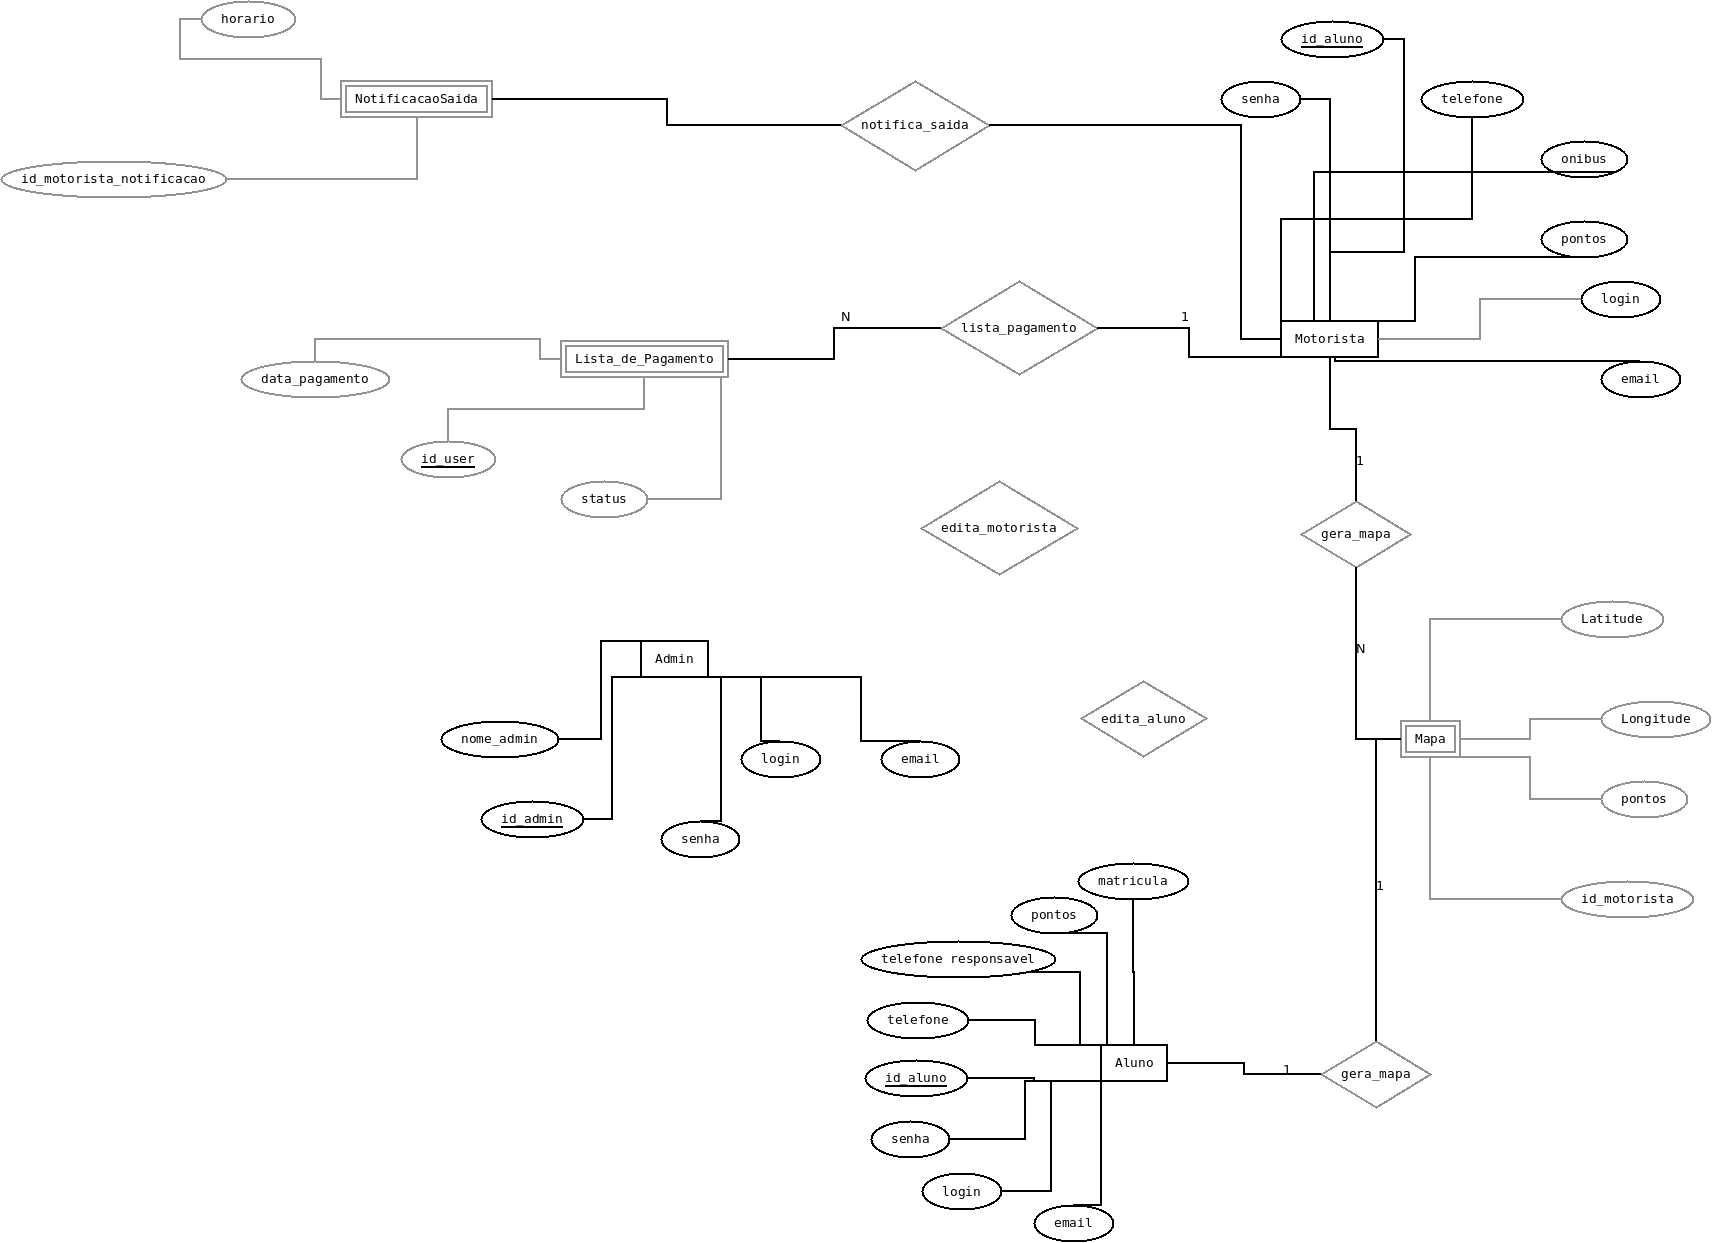 horario
id_aluno
NotificacaoSaida
senha
telefone
notifica_saida
onibus
id_motorista_notificacao
pontos
login
N
1
lista_pagamento
Motorista
Lista_de_Pagamento
data_pagamento
email
id_user
1
status
edita_motorista
gera_mapa
Latitude
N
Admin
edita_aluno
Longitude
nome_admin
Mapa
login
email
pontos
id_admin
senha
matricula
1
id_motorista
pontos
telefone responsavel
telefone
Aluno
1
gera_mapa
id_aluno
senha
login
email